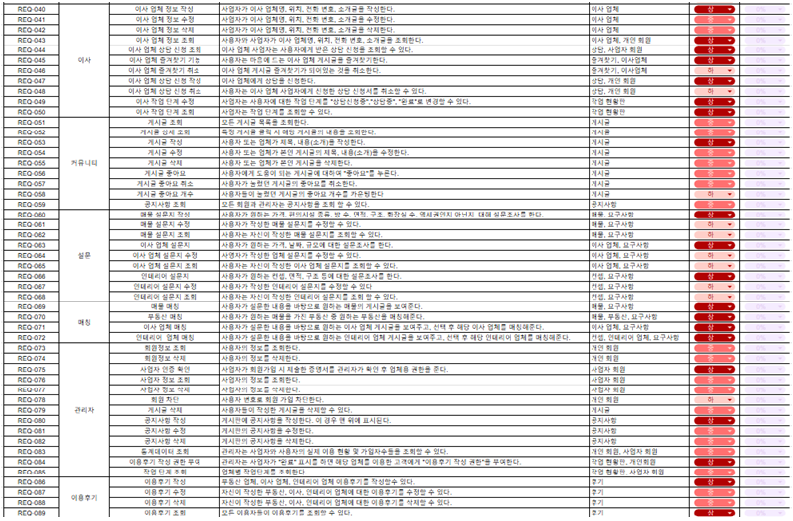 REQ-040 이사 업체 정보 작성 사업자가 이사 업체명, 위치, 전화 번호, 소개글을 작성한다. 이사 업체 상
REQ-041 이사 업체 정보 수정 사업자가 이사 업체명, 위치, 전화 번호, 소개글을 수정한다. 이사 업체 중
REQ-042 이사 업체 정보 삭제 사업자가 이사 업체명, 위치, 전화 번호, 소개글을 삭제한다. 이사 업체 중
REQ-043 이사 업체 정보 조회 사용자와 사업자가 이사 업체명, 위치, 전화 번호, 소개글을 조회한다. 이사 업체, 개인 회원 상
REQ-044 이사 업체 상담 신청 조회 이사 업체 사업자는 사용자에게 받은 상담 신청을 조회할 수 있다. 상담, 사업자 회원 상
REQ-045 이사 이사 업체 즐겨찾기 기능 사용자는 마음에 드는 이사 업체 게시글을 즐겨찾기한다. 즐겨찾기, 이사업체 중
REQ-046 이사 업체 즐겨찾기 취소 이사 업체 게시글 즐겨찾기가 되어있는 것을 취소한다. 즐겨찾기, 이사업체 하
REQ-047 이사 업체 상담 신청 작성 이사 업체에게 상담을 신청한다. 상담, 개인 회원 상
REQ-048 이사 업체 상담 신청 취소 사용자는 이사 업체 사업자에게 신청한 상담 신청서를 취소할 수 있다. 이사 업체, 개인 회원 하
REQ-049 이사 작업 단계 수정 사업자는 사용자에 대한 작업 단계를 "상담신청중","상담중", "완료"로 변경할 수 있다. 작업 현황판 상
REQ-050 이사 작업 단계 조회 사업자는 작업 단계를 조회할 수 있다. 작업 현황판 상
REQ-051 게시글 조회 모든 게시글 목록을 조회한다. 게시글 중
REQ-052 게시글 상세 조회 특정 게시글 클릭 시 해당 게시글의 내용을 조회한다. 게시글 중
REQ-053 게시글 작성 사용자 또는 업체가 제목, 내용(소개)을 작성한다. 게시글 상
REQ-054 게시글 수정 사용자 또는 업체가 본인 게시글의 제목, 내용(소개)을 수정한다. 게시글 중
REQ-055 커뮤니티 게시글 삭제 사용자 또는 업체가 본인 게시글을 삭제한다. 게시글 중
REQ-056 게시글 좋아요 사용자에게 도움이 되는 게시글에 대하여 "좋아요"를 누른다. 게시글 중
REQ-057 게시글 좋아요 취소 사용자가 눌렀던 게시글의 좋아요를 취소한다. 게시글 중
REQ-058 게시글 좋아요 개수 사용자들이 눌렀던 게시글의 좋아요 개수를 카운팅한다 게시글 하
REQ-059 공지사항 조회 모든 회원과 관리자는 공지사항을 조회 할 수 있다. 공지사항 중
REQ-060 매물 설문지 작성 사용자가 원하는 가격, 편의시설 종류, 방 수, 면적, 구조, 화장실 수, 역세권인지 아닌지 대해 설문조사를 한다. 매물, 요구사항 상
REQ-061 매물 설문지 수정 사용자가 작성한 매물 설문지를 수정할 수 있다. 매물, 요구사항 하
REQ-062 매물 설문지 조회 사용자는 자신이 작성한 매물 설문지를 조회할 수 있다. 매물, 요구사항 하
REQ-063 이사 업체 설문지 사용자가 원하는 가격, 날짜, 규모에 대한 설문조사를 한다. 이사 업체, 요구사항 상
REQ-064 설문 이사 업체 설문지 수정 사용자가 작성한 업체 설문지를 수정할 수 있다. 이사 업체, 요구사항 하
REQ-065 이사 업체 설문지 조회 사용자는 자신이 작성한 이사 업체 설문지를 조회할 수 있다. 이사 업체, 요구사항 하
REQ-066 인테리어 설문지 사용자가 원하는 컨셉, 면적, 구조 등에 대한 설문조사를 한다. 컨셉, 요구사항 상
REQ-067 인테리어 설문지 수정 사용자가 작성한 인테리어 설문지를 수정할 수 있다 컨셉, 요구사항 하
REQ-068 인테리어 설문지 조회 사용자는 자신이 작성한 인테리어 설문지를 조회 할 수 있다. 컨셉, 요구사항 하
REQ-069 매물 매칭 사용자가 설문한 내용을 바탕으로 원하는 매물의 게시글을 보여준다. 매물, 요구사항 상
REQ-070 매칭 부동산 매칭 사용자가 원하는 매물을 가진 부동산 중 원하는 부동산을 매칭한다. 매물, 부동산, 요구사항 상
REQ-071 이사 업체 매칭 사용자가 설문한 내용을 바탕으로 원하는 이사 업체 게시글을 보여주고, 선택 후 해당 이사 업체를 매칭해준다. 이사 업체, 요구사항 상
REQ-072 인테리어 업체 매칭 사용자가 설문한 내용을 바탕으로 원하는 인테리어 업체 게시글을 보여주고, 선택 후 해당 인테리어 업체를 매칭해준다. 컨셉, 인테리어 업체, 요구사항 상
REQ-073 회원정보 조회 사용자의 정보를 조회한다. 개인 회원 중
REQ-074 회원정보 삭제 사용자의 정보를 삭제한다. 개인 회원 중
REQ-075 사업자 인증 확인 사업자가 회원가입 시 제출한 증명서를 관리자가 확인 후 업체용 권한을 준다. 사업자 회원 상
REQ-076 사업자 정보 조회 사업자의 정보를 조회한다. 사업자 회원 중
REQ-077 사업자 정보 삭제 사업자의 정보를 삭제한다. 사업자 회원 중
REQ-078 회원 차단 사용자 번호로 회원 가입 차단한다. 개인 회원 하
REQ-079 관리자 게시글 삭제 사용자들이 작성한 게시글을 삭제할 수 있다. 게시글 중
REQ-080 공지사항 작성 게시판에 공지사항을 작성한다. 이 경우 맨 위에 표시된다. 공지사항 상
REQ-081 공지사항 수정 게시판의 공지사항을 수정한다. 공지사항 중
REQ-082 공지사항 삭제 게시판의 공지사항을 삭제한다. 공지사항 중
REQ-083 통계데이터 조회 관리자는 사업자와 사용자의 실제 이용 현황 및 가입자수들을 조회할 수 있다. 개인 회원, 사업자 회원 중
REQ-084 이용후기 작성 권한 부여 관리자는 사업자가 "완료" 표시를 하면 해당 업체를 이용한 고객에게 "이용후기 작성 권한"을 부여한다. 작업 현황판, 개인회원 상
REQ-085 작업 단계 조회 업체별 작업단계를 조회한다 작업 현황판, 사업자 회원 중
REQ-086 이용후기 작성 부동산 업체, 이사 업체, 인테리어 업체 이용후기를 작성할수 있다. 후기 상
REQ-087 이용후기 이용후기 수정 자신이 작성한 부동산, 이사, 인테리어 업체에 대한 이용후기를 수정할 수 있다. 후기 중
REQ-088 이용후기 삭제 자신이 작성한 부동산, 이사, 인테리어 업체에 대한 이용후기를 삭제할 수 있다. 후기 중
REQ-089 이용후기 조회 모든 이용자들이 이용후기를 조회할 수 있다. 후기 상